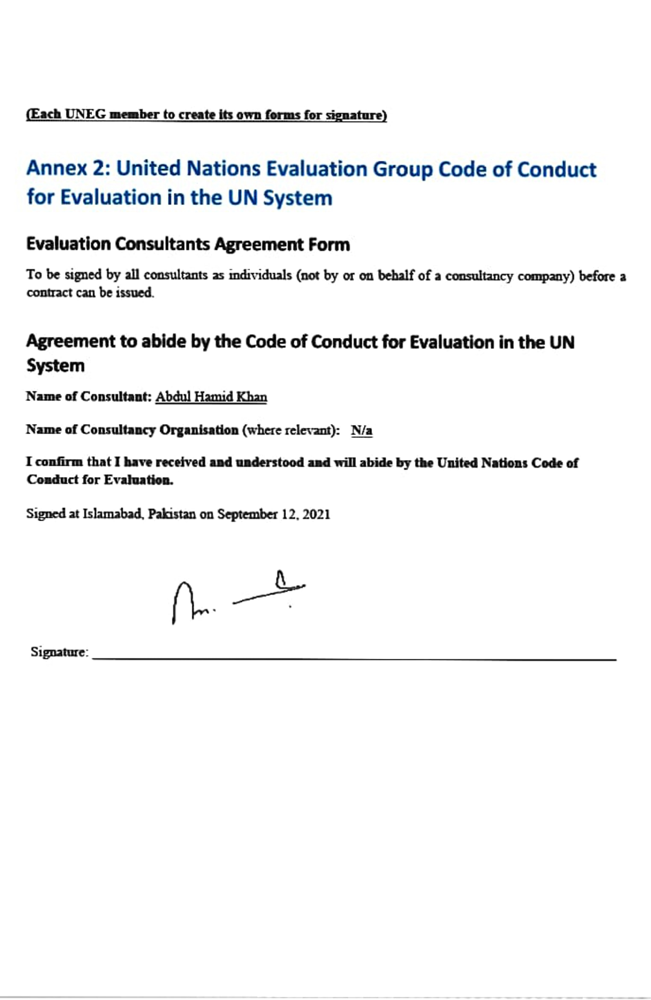 (Each UNEG member to create its own forms for signature)
Annex 2: United Nations Evaluation Group Code of Conduct
for Evaluation in the UN System
Evaluation Consultants Agreement Form
To be signed by all consultants as individuals (not by or on behalf of a consultancy company) before a
contract can be issued.
Agreement to abide by the Code of Conduct for Evaluation in the UN
System
Name of Consultant: Abdul Hamid Khan
Name of Consultancy Organisation (where relevant): N/a
I confirm that I have received and understood and will abide by the United Nations Code of
Conduct for Evaluation.
Signed at Islamabad, Pakistan on September 12, 2021
Signature: